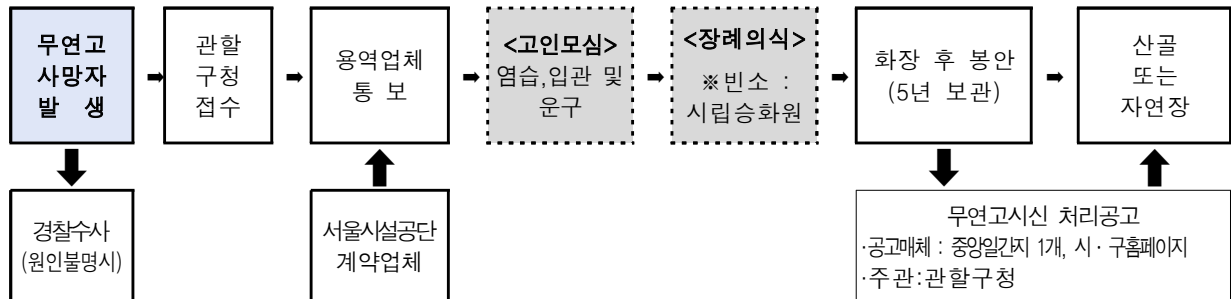 무연고
사망자
발 생
관할
구청
접수
용역업체
통 보
<고인모심>
염습,입관 및
운구
<장례의식>
※빈소 :
시립승화원
화장 후 봉안
(5년 보관)
산골
또는
자연장
경찰수사
(원인불명시)
서울시설공단
계약업체
무연고시신 처리공고
·공고매체 : 중앙일간지 1개, 시· 구홈페이지
·주관:관할구청